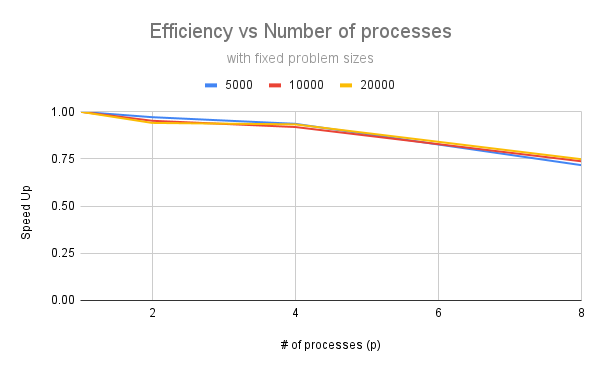 Efficiency vs Number of processes
with fixed problem sizes
5000 10000 20000
1.00
0.75
0.50
0.25
0.00
Speed Up
2 4 6 8
# of processes (p)